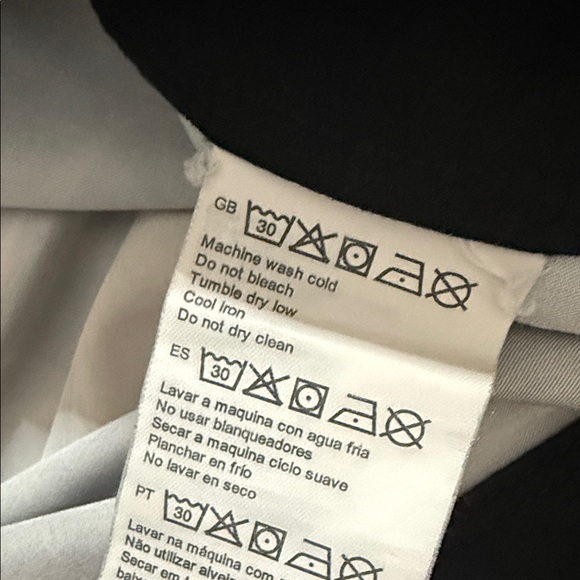 GB 30
Machine wash cold
Do not bleach
Tumble dry low
Cool iron
Do not dry clean
ES 30
Lavar a maquina con agua fria
No usar blanqueadores
Secar a maquina ciclo suave
Planchar en frío
No lavar en seco
PT 30
Lavar na máquina com
Não utilizar
Secar em